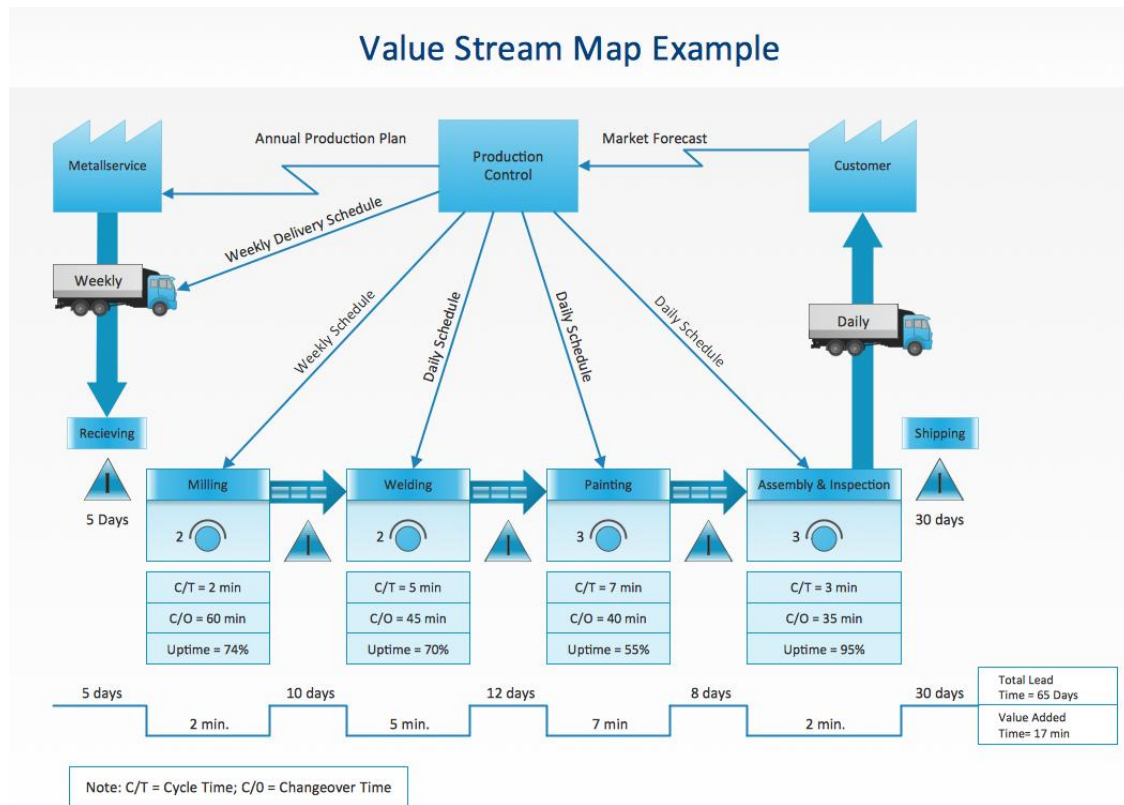 Value Stream Map Example
Metallservice
Annual Production Plan
Production
Control
Market Forecast
Customer
Weekly Delivery Schedule
Weekly
Weekly Schedule
Daily Schedule
Daily Schedule
Daily Schedule
Daily
Recieving
Shipping
I
5 Days
Milling
2
I
Welding
2
I
Painting
3
I
Assembly & Inspection
3
I
30 days
C/T = 2 min
C/O = 60 min
Uptime = 74%
C/T = 5 min
C/O = 45 min
Uptime = 70%
C/T = 7 min
C/O = 40 min
Uptime = 55%
C/T = 3 min
C/O = 35 min
Uptime = 95%
5 days
2 min.
10 days
5 min.
12 days
7 min
8 days
2 min.
30 days
Total Lead
Time = 65 Days
Value Added
Time= 17 min
Note: C/T = Cycle Time; C/0 = Changeover Time